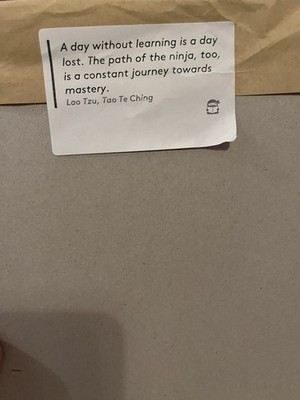 A day without learning is a day
lost. The path of the ninja, too,
is a constant journey towards
mastery.
Lao Tzu, Tao Te Ching